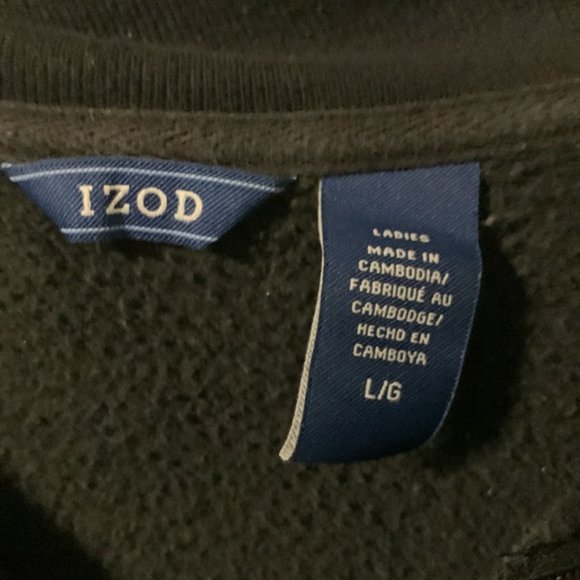 IZOD
LADIES
MADE IN
CAMBODIA/
FABRIQUÉ AU
CAMBODGE/
HECHO EN
CAMBOYA
L/G